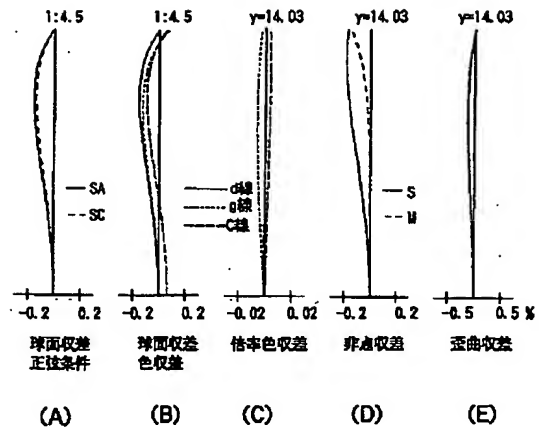 1:4.5 1:4.5 y=14.03 y=14.03 y=14.03
SA
SC
d線
g線
C線
S
M
-0.2 0.2 -0.2 0.2 -0.02 0.02 -0.2 0.2 -0.5 0.5 %
球面収差 球面収差 倍率色収差 非点収差 歪曲収差
正弦条件 色収差
(A) (B) (C) (D) (E)